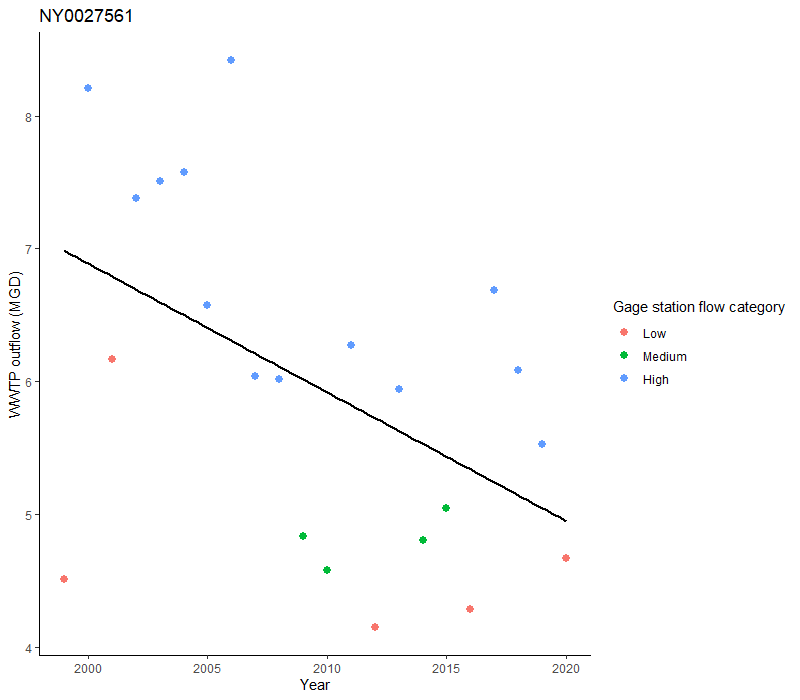 NY0027561
WWTP outflow (MGD)
8
7
6
5
4
2000 2005 2010 2015 2020
Year
Gage station flow category
Low
Medium
High